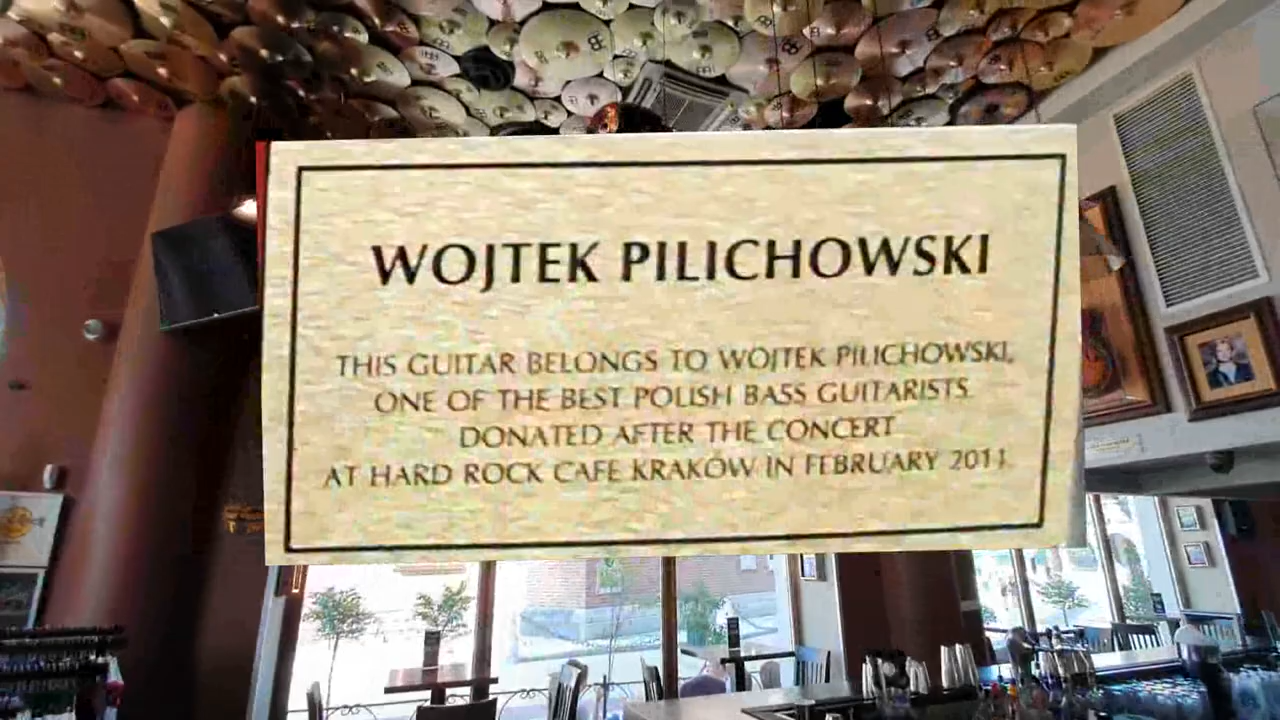 WOJTEK PILICHOWSKI
THIS GUITAR BELONGS TO WOJTEK PILICHOWSKI,
ONE OF THE BEST POLISH BASS GUITARISTS
DONATED AFTER THE CONCERT
AT HARD ROCK CAFE KRAKÓW IN FEBRUARY 2011